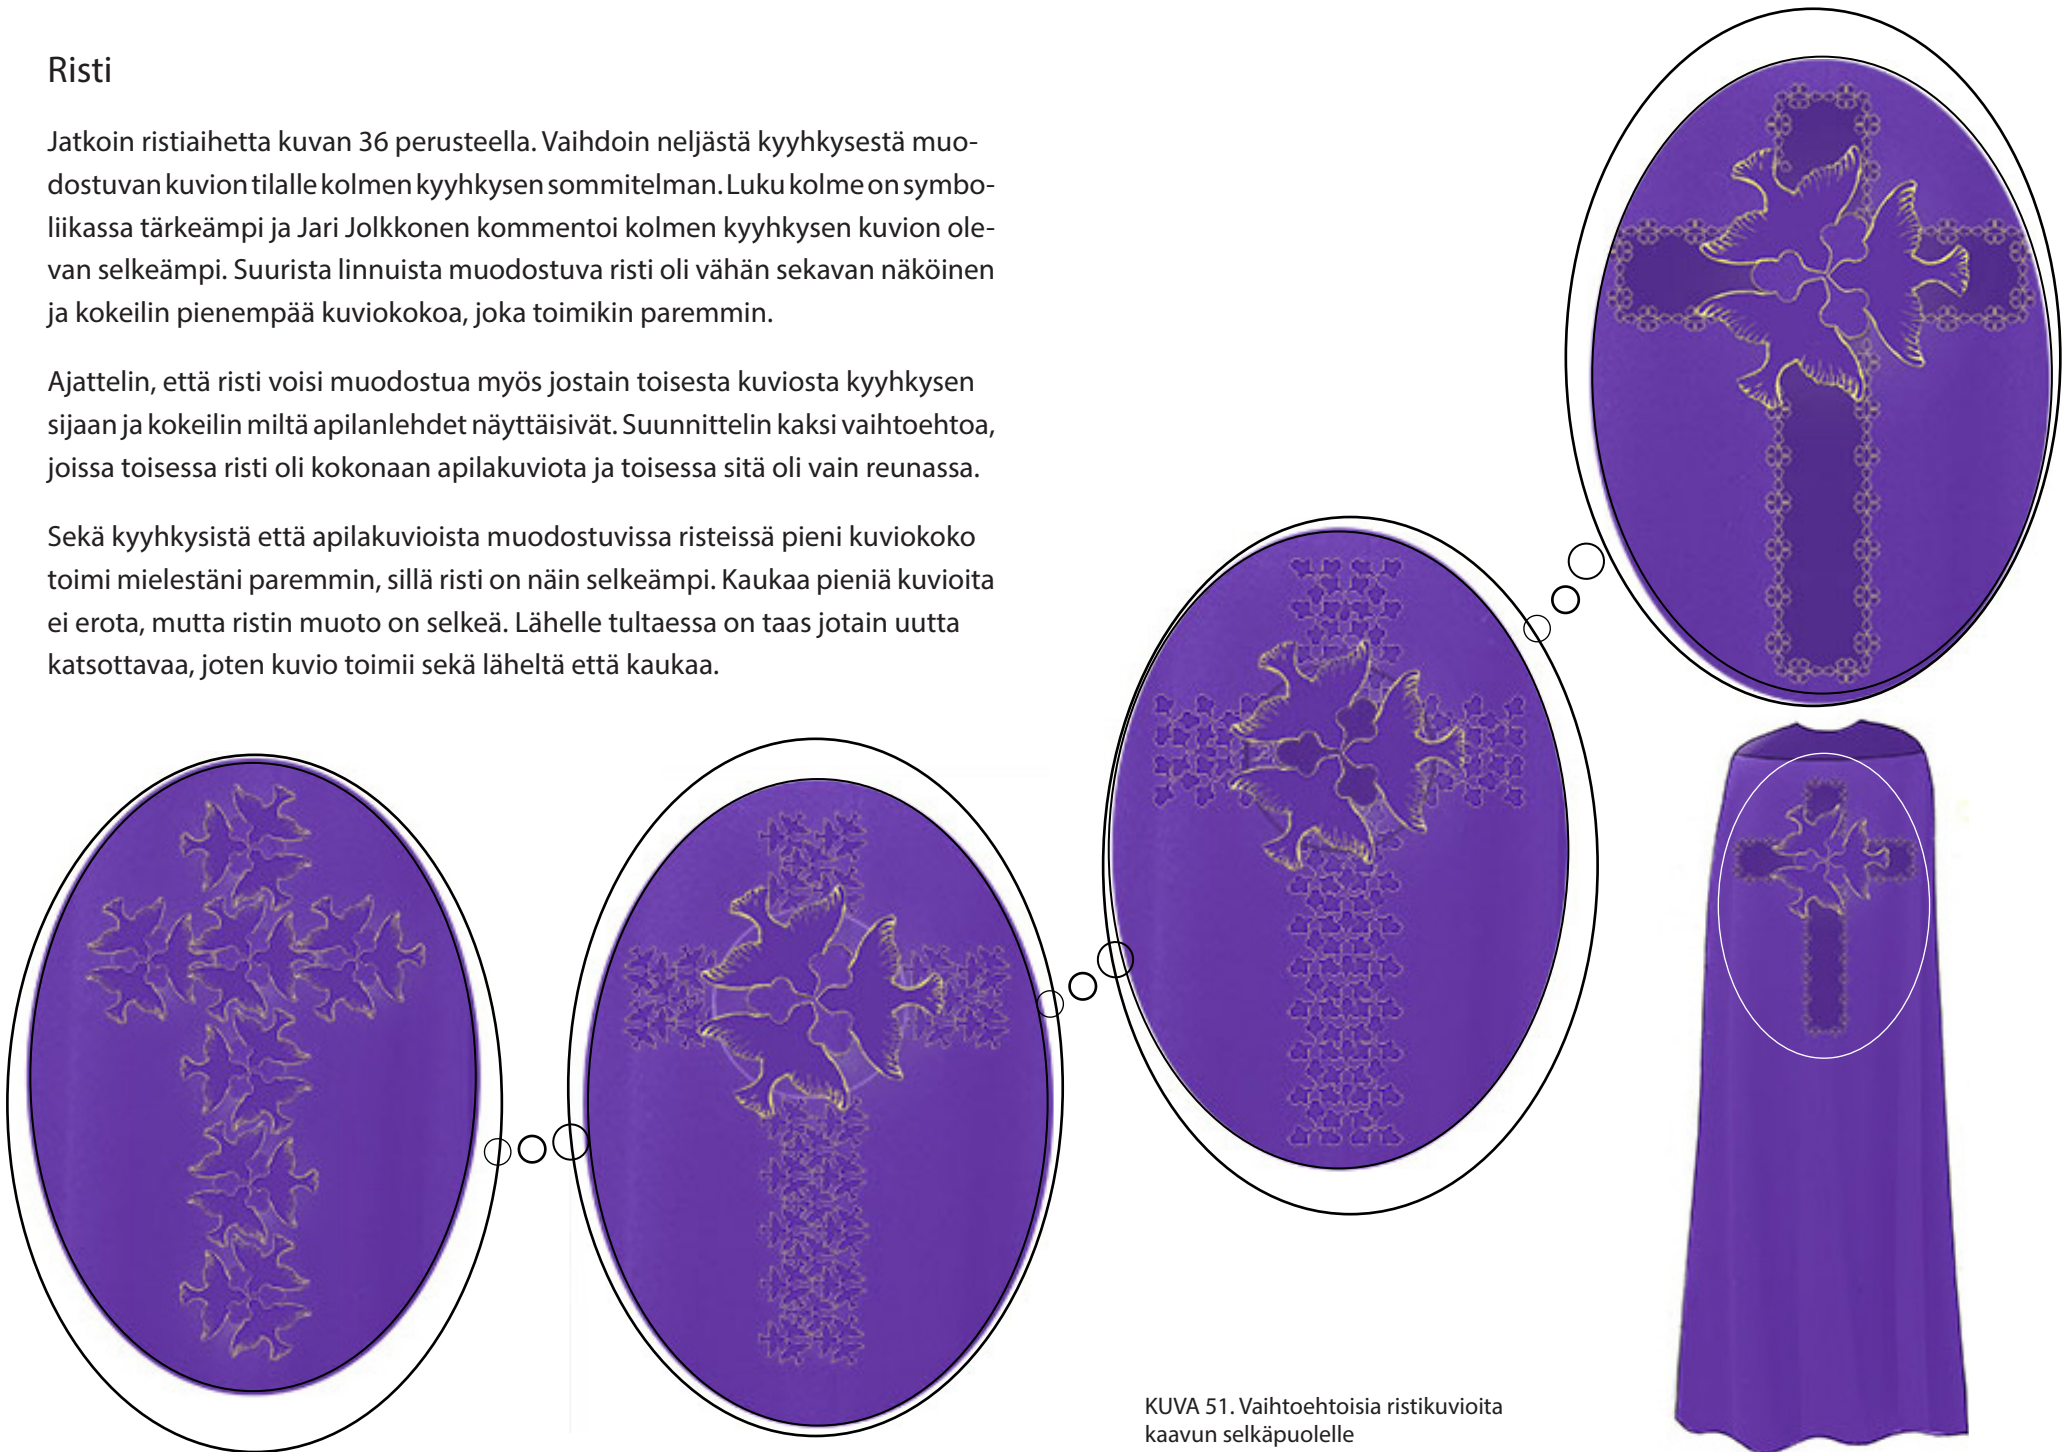 Risti
Jatkoin ristiaihetta kuvan 36 perusteella. Vaihdoin neljästä kyyhkysestä muo-
dostuvan kuvion tilalle kolmen kyyhkysen sommitelman. Luku kolme on symbo-
liikassa tärkeämpi ja Jari Jolkkonen kommentoi kolmen kyyhkysen kuvion ole-
van selkeämpi. Suurista linnuista muodostuva risti oli vähän sekavan näköinen
ja kokeilin pienempää kuviokokoa, joka toimikin paremmin.
Ajattelin, että risti voisi muodostua myös jostain toisesta kuviosta kyyhkysen
sijaan ja kokeilin miltä apilanlehdet näyttäisivät. Suunnittelin kaksi vaihtoehtoa,
joissa toisessa risti oli kokonaan apilakuviota ja toisessa sitä oli vain reunassa.
Sekä kyyhkysistä että apilakuvioista muodostuvissa risteissä pieni kuviokoko
toimi mielestäni paremmin, sillä risti on näin selkeämpi. Kaukaa pieniä kuvioita
ei erota, mutta ristin muoto on selkeä. Lähelle tultaessa on taas jotain uutta
katsottavaa, joten kuvio toimii sekä läheltä että kaukaa.
KUVA 51. Vaihtoehtoisia ristikuvioita
kaavun selkäpuolelle